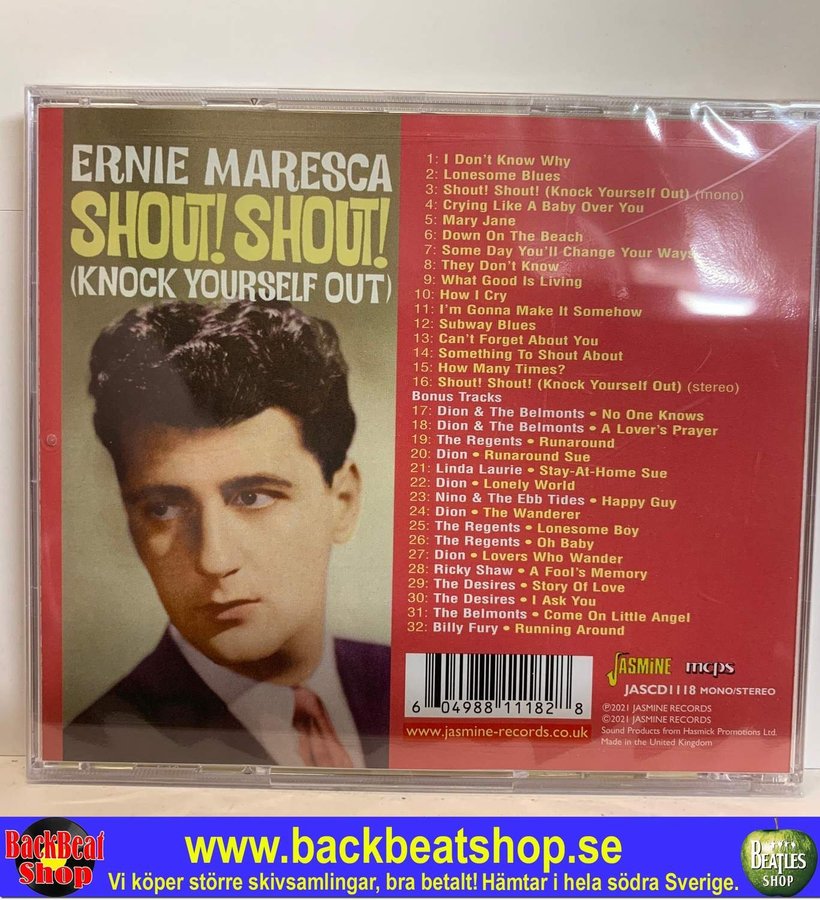 ERNIE MARESCA
SHOUT! SHOUT!
(KNOCK YOURSELF OUT)
1: I Don't Know Why
2: Lonesome Blues
3: Shout! Shout! (Knock Yourself Out) (mono)
4: Crying Like A Baby Over You
5: Mary Jane
6: Down On The Beach
7: Some Day You'll Change Your Ways
8: They Don't Know
9: What Good Is Living
10: How I Cry
11: I'm Gonna Make It Somehow
12: Subway Blues
13: Can't Forget About You
14: Something To Shout About
15: How Many Times?
16: Shout! Shout! (Knock Yourself Out) (stereo)
Bonus Tracks
17: Dion & The Belmonts • No One Knows
18: Dion & The Belmonts • A Lover's Prayer
19: The Regents • Runaround
20: Dion • Runaround Sue
21: Linda Laurie • Stay-At-Home Sue
22: Dion • Lonely World
23: Nino & The Ebb Tides • Happy Guy
24: Dion • The Wanderer
25: The Regents • Lonesome Boy
26: The Regents • Oh Baby
27: Dion • Lovers Who Wander
28: Ricky Shaw • A Fool's Memory
29: The Desires • Story Of Love
30: The Desires • I Ask You
31: The Belmonts • Come On Little Angel
32: Billy Fury • Running Around
6 04988 11182 8
www.jasmine-records.co.uk
JASMINE mcps
JASCD1118 MONO/STEREO
℗2021 JASMINE RECORDS
©2021 JASMINE RECORDS
Sound Products from Hasmick Promotions Ltd.
Made in the United Kingdom
BackBeat
Shop
www.backbeatshop.se
Vi köper större skivsamlingar, bra betalt! Hämtar i hela södra Sverige.
BEATLES
SHOP